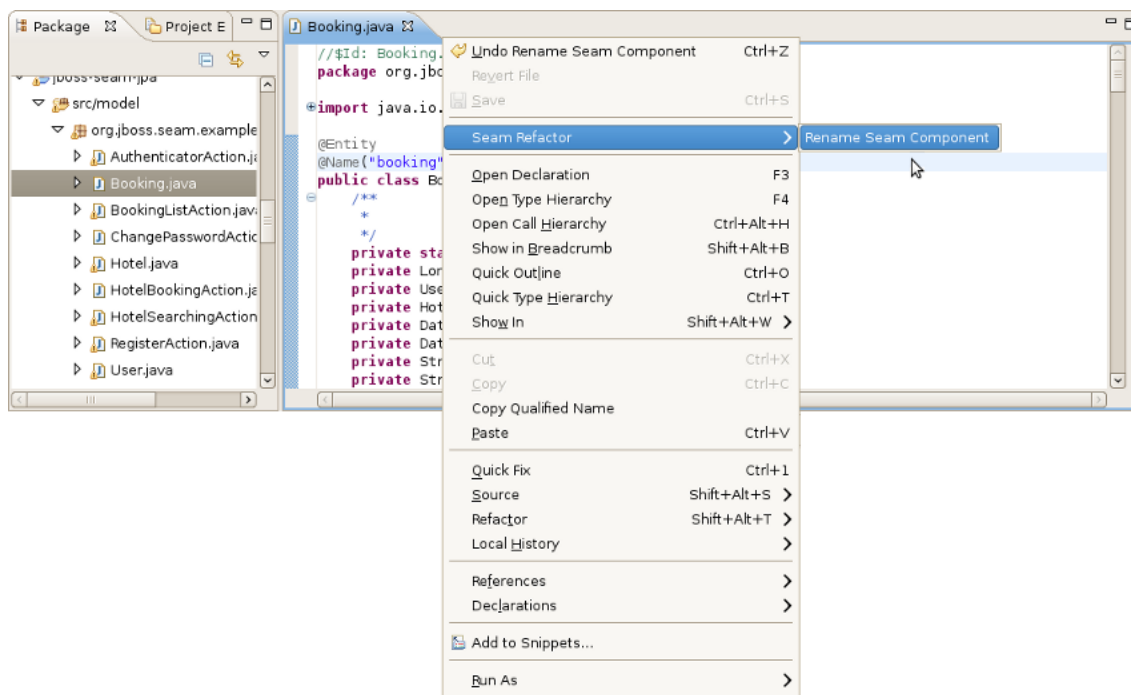 Package
Project E
jboss-seam-jpa
src/model
org.jboss.seam.example
AuthenticatorAction.ja
Booking.java
BookingListAction.java
ChangePasswordActic
Hotel.java
HotelBookingAction.ja
HotelSearchingAction
RegisterAction.java
User.java
Booking.java
//$Id: Booking.
package org.jbo
import java.io.
@Entity
@Name("booking"
public class Bo
/**
*
*/
private sta
private Lon
private Use
private Hot
private Dat
private Dat
private Str
private Str
Undo Rename Seam Component Ctrl+Z
Revert File
Save Ctrl+S
Seam Refactor
Rename Seam Component
Open Declaration F3
Open Type Hierarchy F4
Open Call Hierarchy Ctrl+Alt+H
Show in Breadcrumb Shift+Alt+B
Quick Outline Ctrl+O
Quick Type Hierarchy Ctrl+T
Show In Shift+Alt+W
Cut Ctrl+X
Copy Ctrl+C
Copy Qualified Name
Paste Ctrl+V
Quick Fix Ctrl+1
Source Shift+Alt+S
Refactor Shift+Alt+T
Local History
References
Declarations
Add to Snippets...
Run As